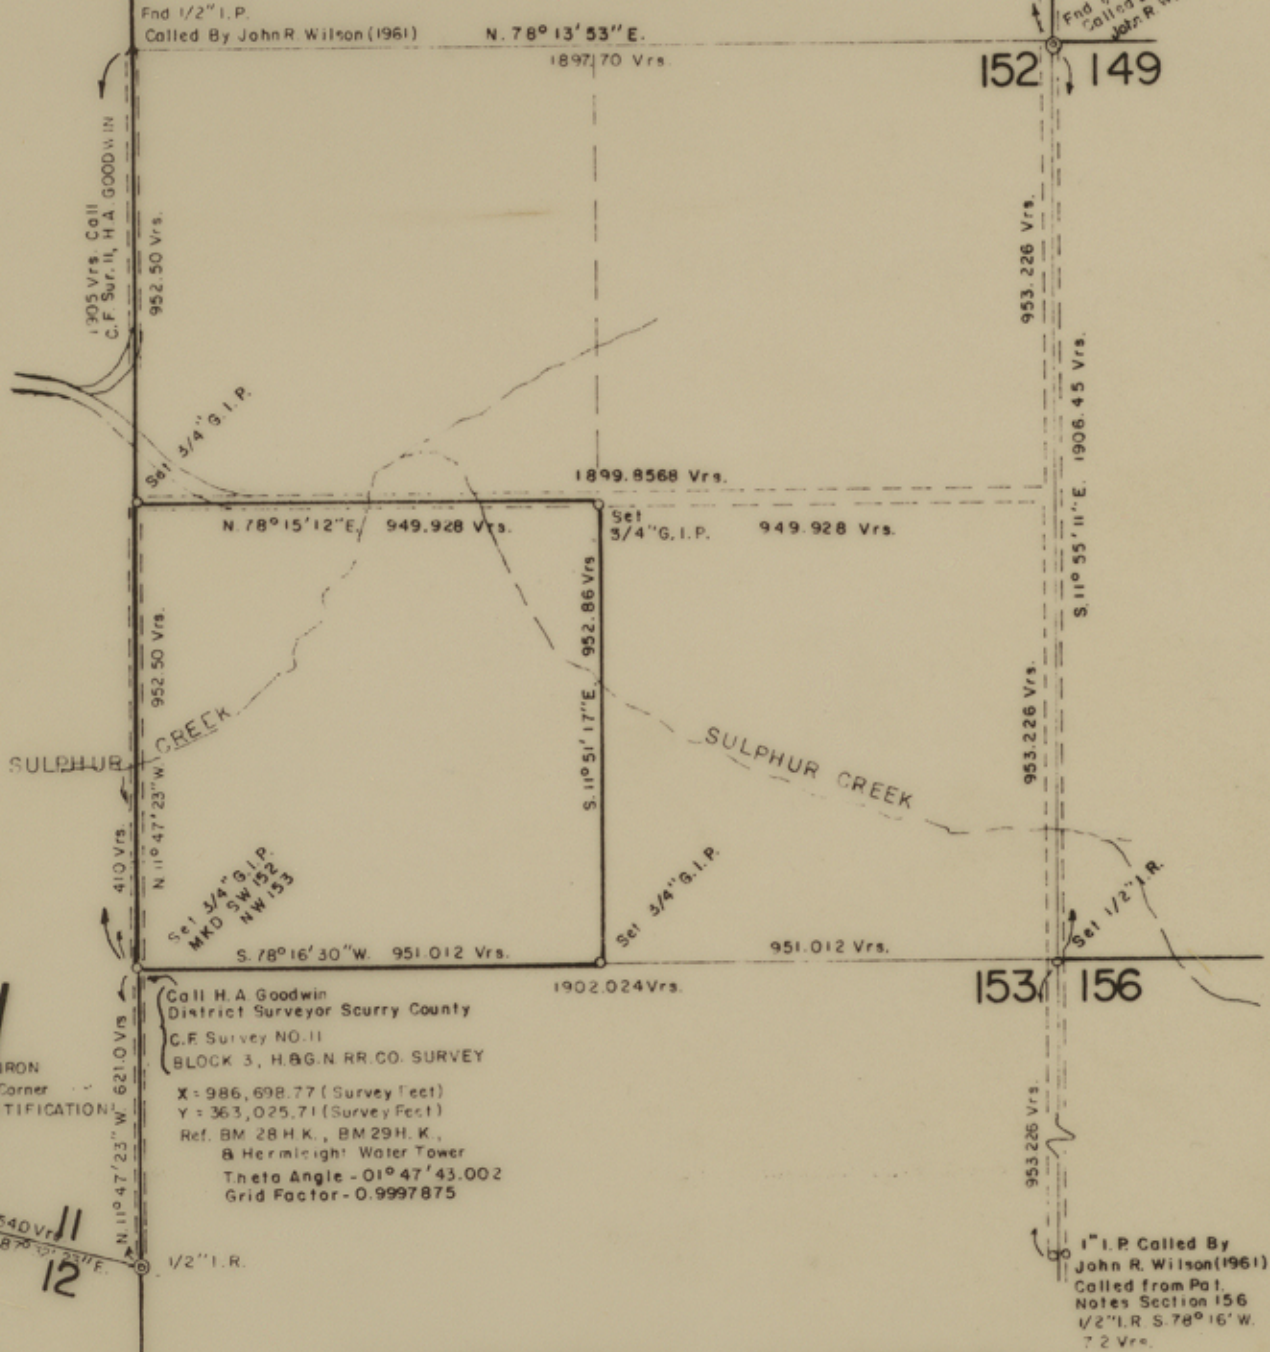 Fnd 1/2" I.P.
Called By John R. Wilson (1961)
N. 78° 13' 53" E.
1897.70 Vrs.
Fnd
Called
John R.
152
149
1905 Vrs. Call
C.F. Sur. 11, H.A. GOODWIN
952.50 Vrs.
953.226 Vrs.
S. 11° 55' 11" E. 1906.45 Vrs.
Set 3/4" G.I.P.
1899.8568 Vrs.
N. 78° 15' 12" E. 949.928 Vrs.
Set
3/4" G.I.P.
949.928 Vrs.
N. 11° 47' 23" W. 952.50 Vrs.
S. 11° 51' 17" E. 952.86 Vrs
953.226 Vrs.
SULPHUR CREEK
SULPHUR CREEK
410 Vrs.
Set 3/4" G.I.P.
MKD SW 152
NW 153
Set 3/4" G.I.P.
Set 1/2" I.R.
S. 78° 16' 30" W. 951.012 Vrs.
951.012 Vrs.
1902.024 Vrs.
153
156
Call H. A. Goodwin
District Surveyor Scurry County
C.F. Survey NO. 11
BLOCK 3, H.&G.N. RR. CO. SURVEY
X = 986,698.77 (Survey Feet)
Y = 363,025.71 (Survey Feet)
Ref. BM 28 H.K., BM 29 H.K.,
& Hermleight Water Tower
Theta Angle - 01° 47' 43.002
Grid Factor - 0.9997875
IRON
Corner
TIFICATION
N. 11° 47' 23" W. 621.0 Vrs
953.226 Vrs.
540 Vrs
11
12
1/2" I.R.
1" I.P. Called By
John R. Wilson (1961)
Called from Pat.
Notes Section 156
1/2" I.R. S. 78° 16' W.
7.2 Vrs.